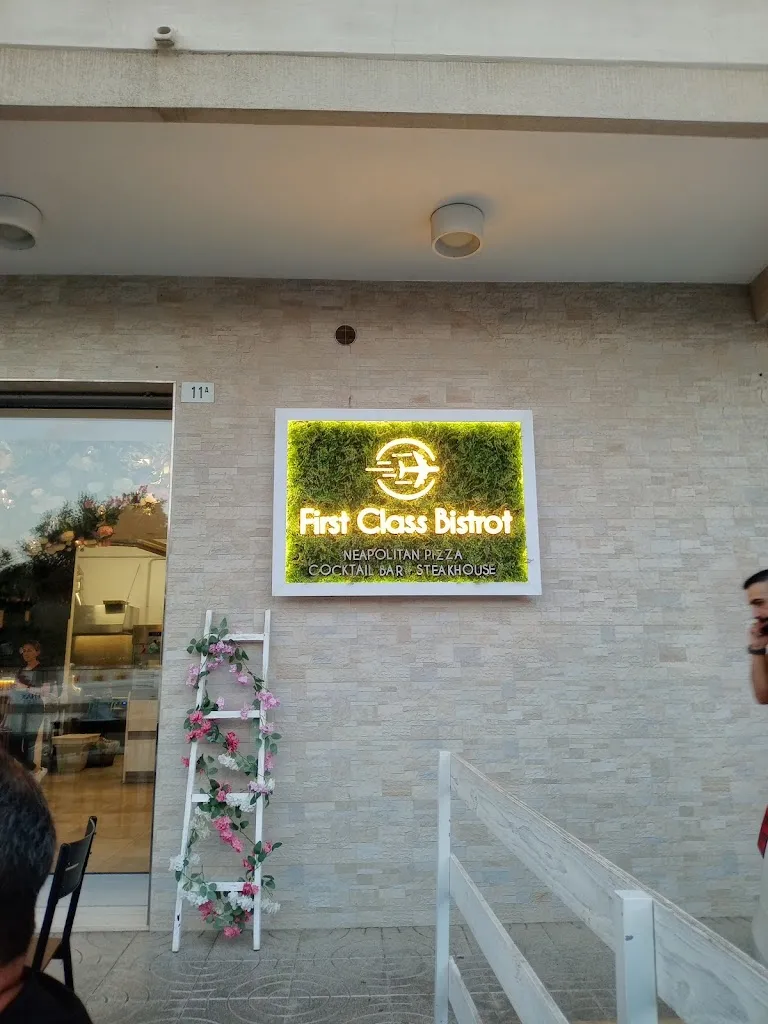 11A
First Class Bistrot
NEAPOLITAN PIZZA
COCKTAIL BAR - STEAKHOUSE